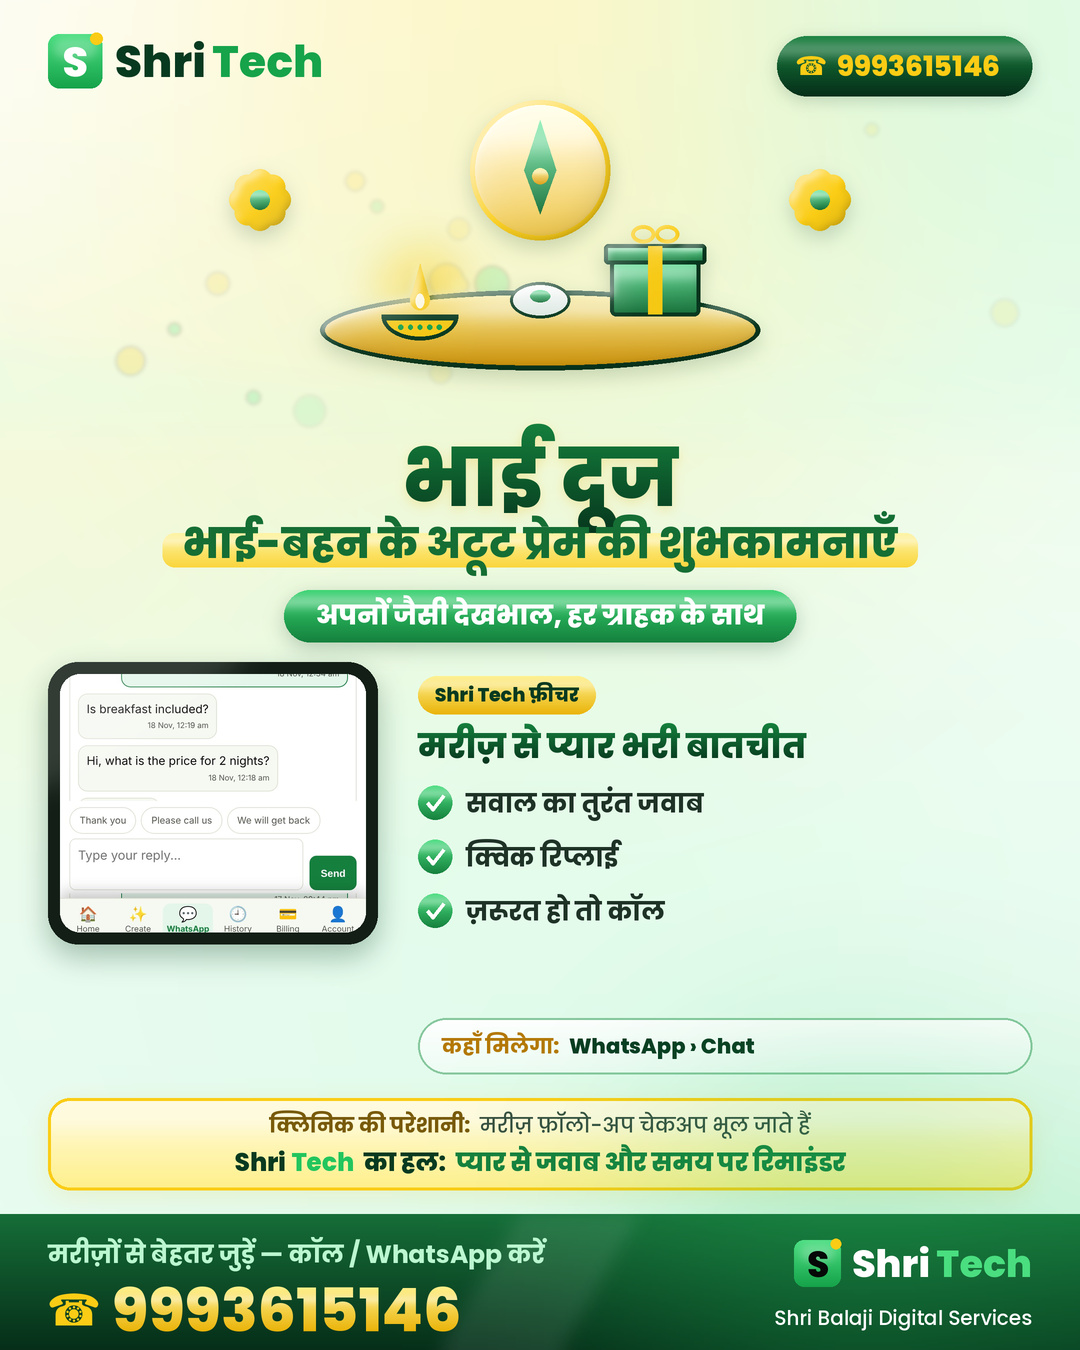 S Shri Tech
☎ 9993615146
भाई दूज
भाई-बहन के अटूट प्रेम की शुभकामनाएँ
अपनों जैसी देखभाल, हर ग्राहक के साथ
Is breakfast included?
18 Nov, 12:19 am
Hi, what is the price for 2 nights?
18 Nov, 12:18 am
Thank you
Please call us
We will get back
Type your reply...
Send
Home
Create
WhatsApp
History
Billing
Account
Shri Tech फ़ीचर
मरीज़ से प्यार भरी बातचीत
सवाल का तुरंत जवाब
क्विक रिप्लाई
ज़रूरत हो तो कॉल
कहाँ मिलेगा: WhatsApp › Chat
क्लिनिक की परेशानी: मरीज़ फ़ॉलो-अप चेकअप भूल जाते हैं
Shri Tech का हल: प्यार से जवाब और समय पर रिमाइंडर
मरीज़ों से बेहतर जुड़ें — कॉल / WhatsApp करें
☎ 9993615146
S Shri Tech
Shri Balaji Digital Services